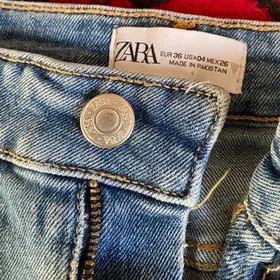 ZARA
EUR 36 USA 04 MEX 26
MADE IN PAKISTAN
ZARA